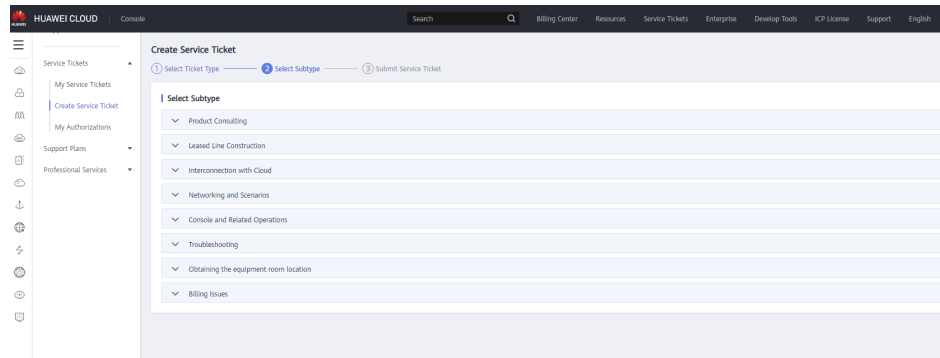 HUAWEI
HUAWEI CLOUD
Console
Search
Billing Center
Resources
Service Tickets
Enterprise
Develop Tools
ICP License
Support
English
Service Tickets
My Service Tickets
Create Service Ticket
My Authorizations
Support Plans
Professional Services
Create Service Ticket
1 Select Ticket Type
2 Select Subtype
3 Submit Service Ticket
Select Subtype
Product Consulting
Leased Line Construction
Interconnection with Cloud
Networking and Scenarios
Console and Related Operations
Troubleshooting
Obtaining the equipment room location
Billing Issues